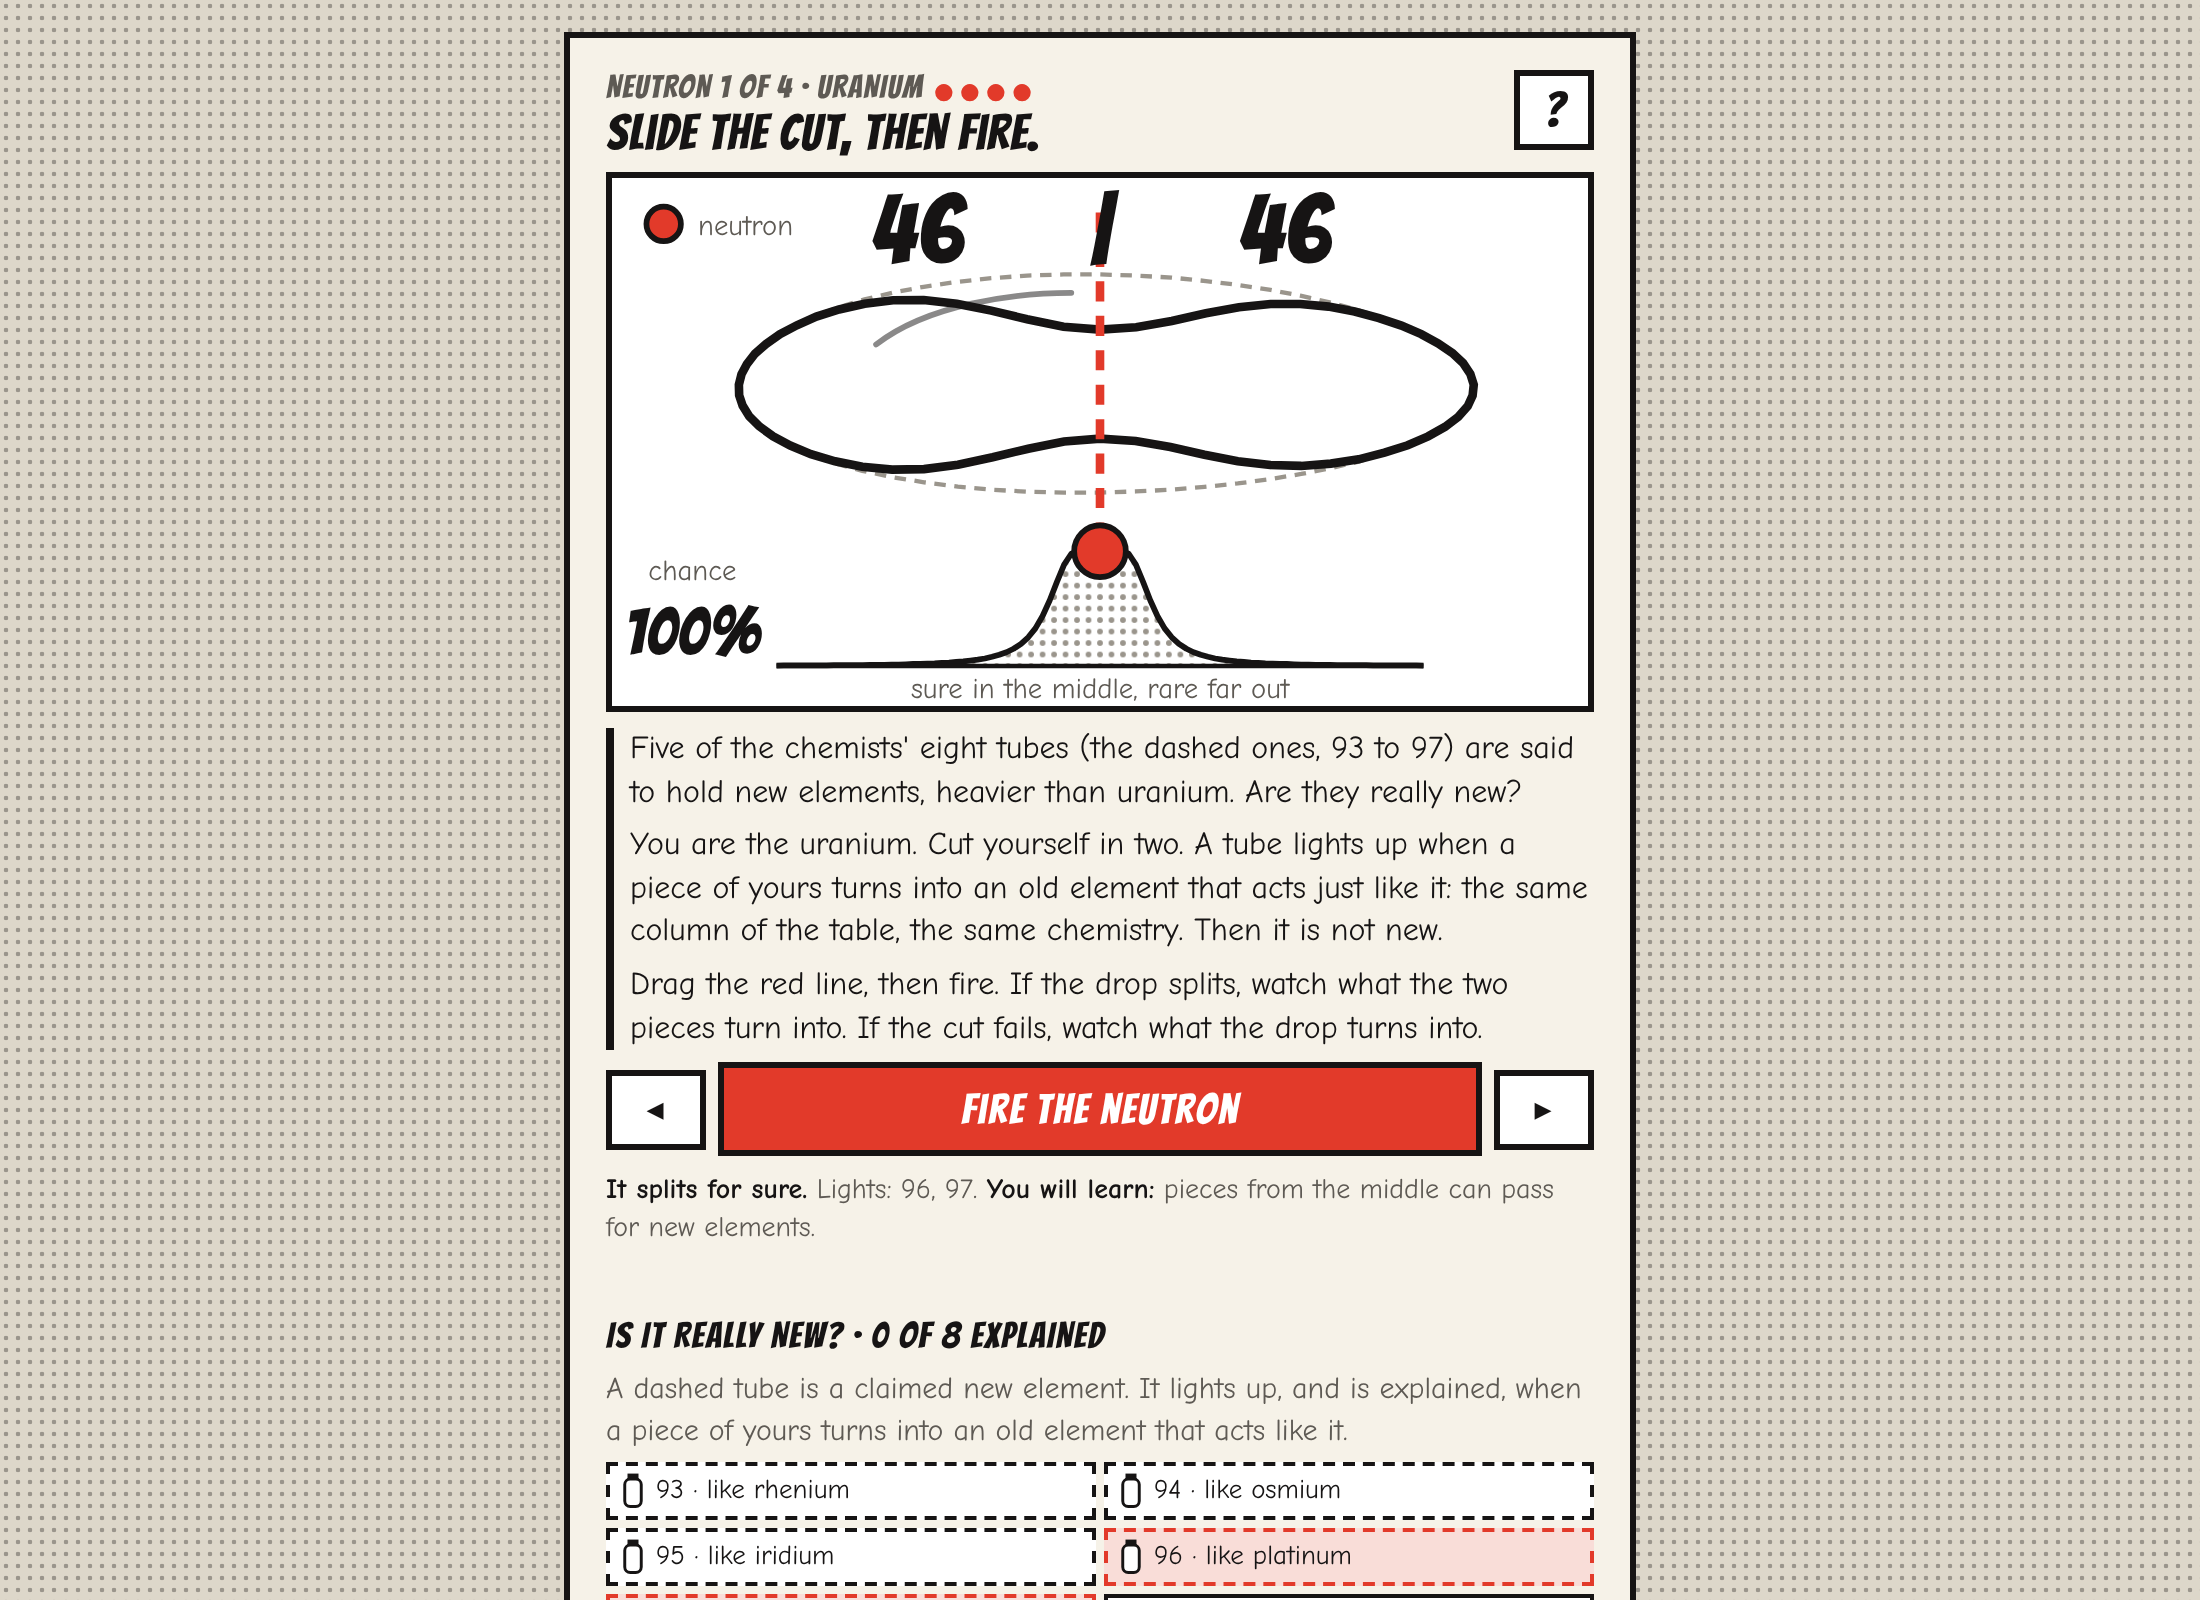 NEUTRON 1 OF 4 · URANIUM
SLIDE THE CUT, THEN FIRE.
?
neutron
46 / 46
chance
100%
sure in the middle, rare far out
Five of the chemists' eight tubes (the dashed ones, 93 to 97) are said
to hold new elements, heavier than uranium. Are they really new?
You are the uranium. Cut yourself in two. A tube lights up when a
piece of yours turns into an old element that acts just like it: the same
column of the table, the same chemistry. Then it is not new.
Drag the red line, then fire. If the drop splits, watch what the two
pieces turn into. If the cut fails, watch what the drop turns into.
◄ FIRE THE NEUTRON ►
It splits for sure. Lights: 96, 97. You will learn: pieces from the middle can pass
for new elements.
IS IT REALLY NEW? · 0 OF 8 EXPLAINED
A dashed tube is a claimed new element. It lights up, and is explained, when
a piece of yours turns into an old element that acts like it.
93 · like rhenium
94 · like osmium
95 · like iridium
96 · like platinum